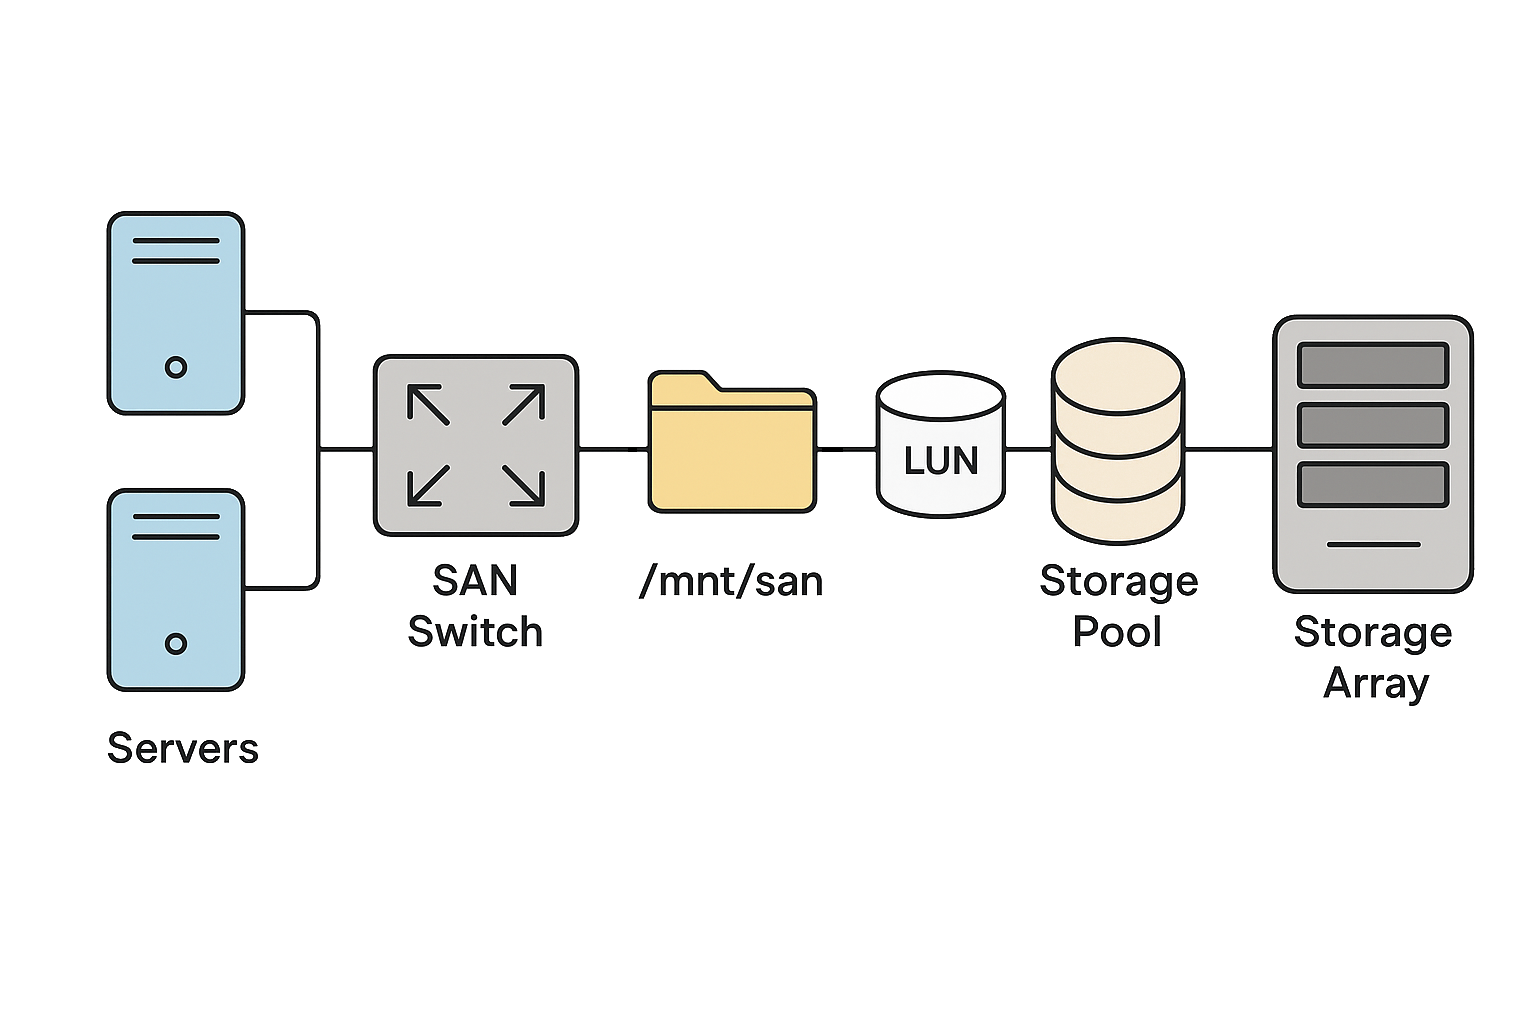 Servers
SAN
Switch
/mnt/san
LUN
Storage
Pool
Storage
Array